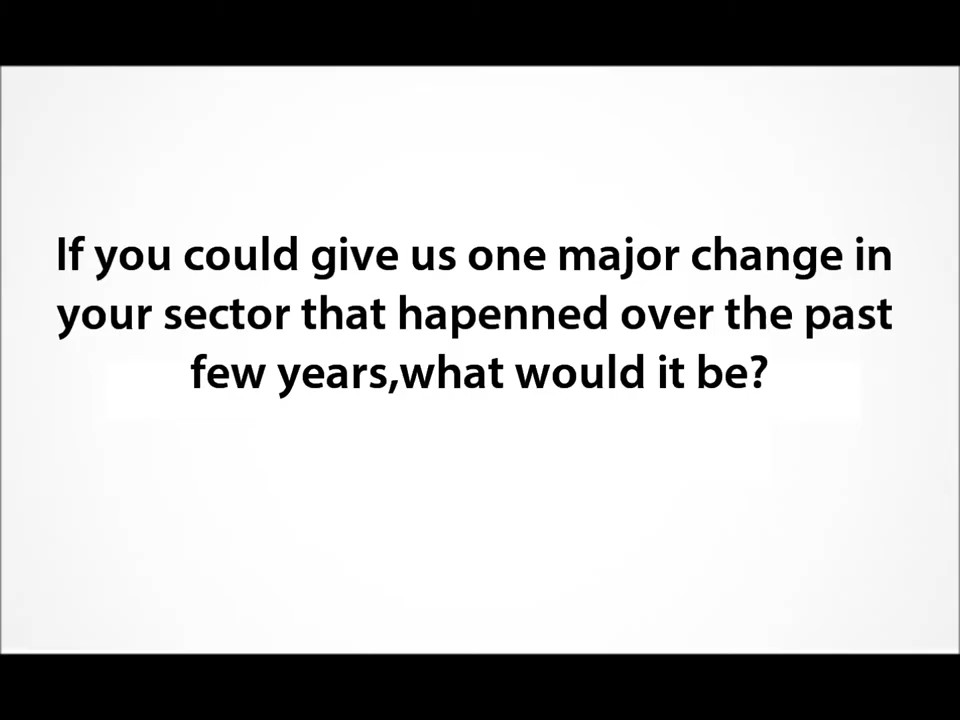 If you could give us one major change in
your sector that hapenned over the past
few years,what would it be?